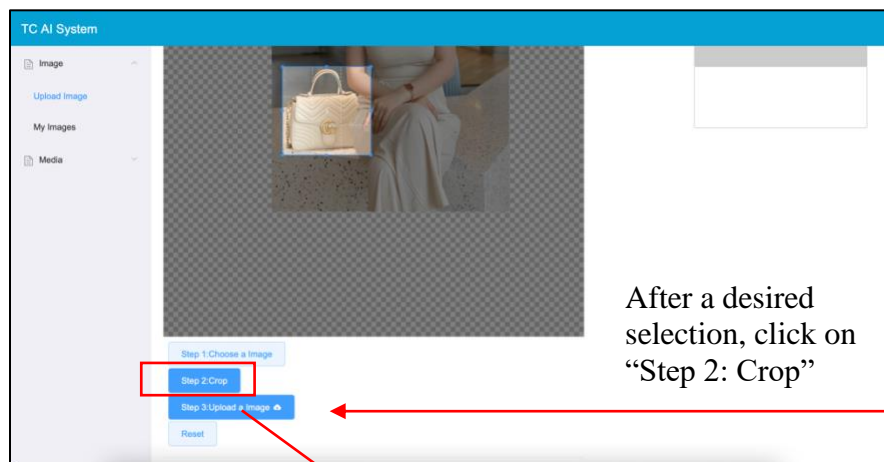 TC AI System
Image
Upload Image
My Images
Media
After a desired
selection, click on
“Step 2: Crop”
Step 1:Choose a Image
Step 2:Crop
Step 3:Upload a Image
Reset